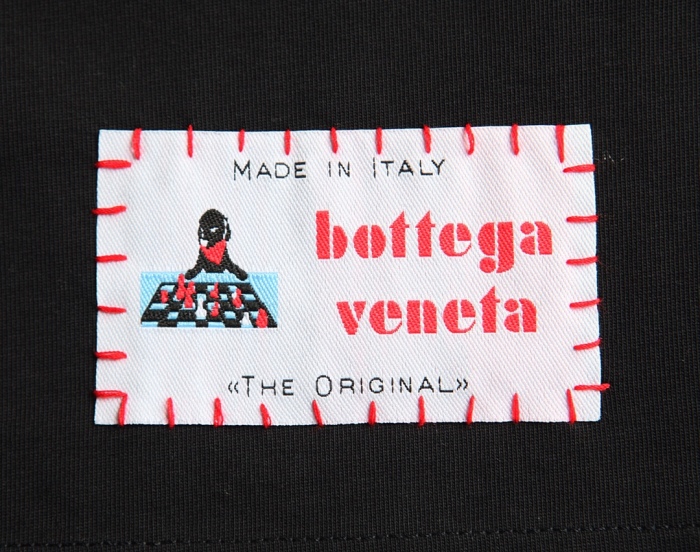 MADE IN ITALY
bottega
veneta
«THE ORIGINAL»